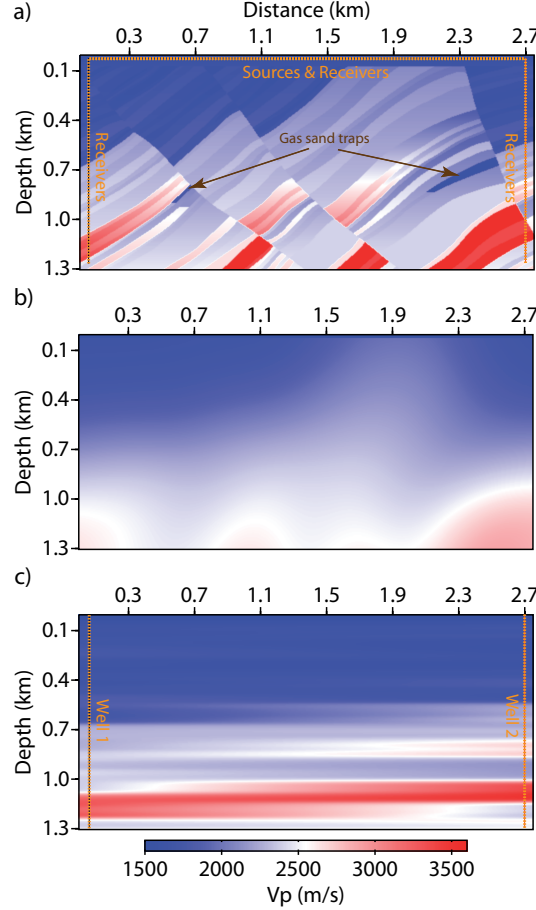 Distance (km)
a)
0.3 0.7 1.1 1.5 1.9 2.3 2.7
0.1
0.4
0.7
1.0
1.3
Depth (km)
Sources & Receivers
Gas sand traps
Receivers
Receivers
b)
0.3 0.7 1.1 1.5 1.9 2.3 2.7
0.1
0.4
0.7
1.0
1.3
Depth (km)
c)
0.3 0.7 1.1 1.5 1.9 2.3 2.7
0.1
0.4
0.7
1.0
1.3
Depth (km)
Well 1
Well 2
1500 2000 2500 3000 3500
Vp (m/s)